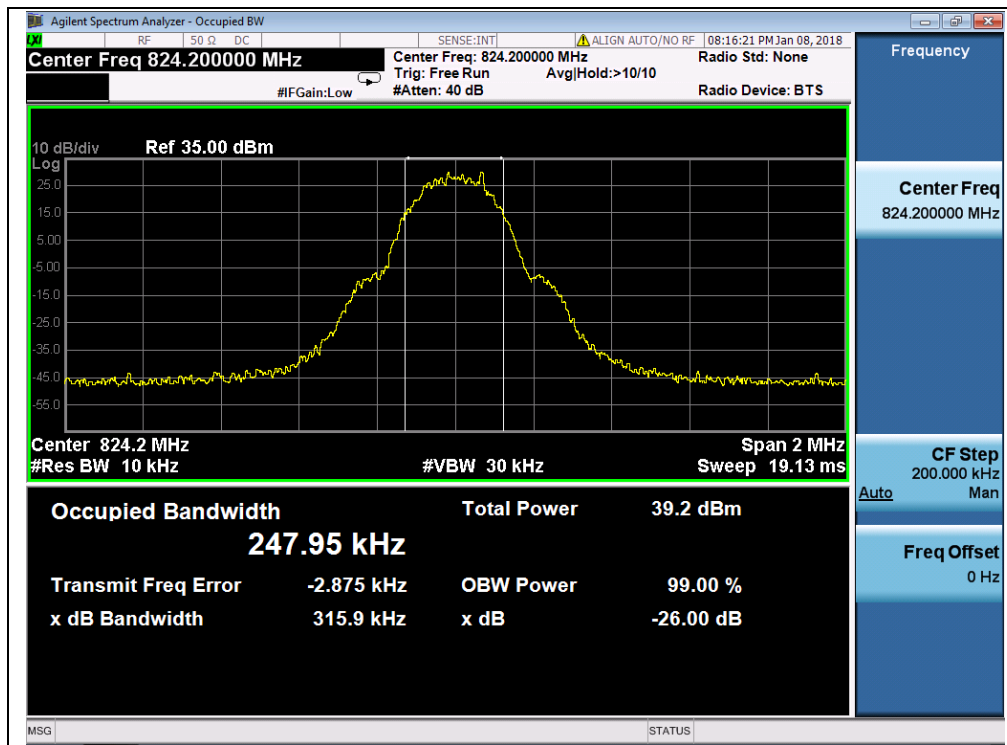 Agilent Spectrum Analyzer - Occupied BW
LXI RF 50 Ω DC SENSE:INT ALIGN AUTO/NO RF 08:16:21 PM Jan 08, 2018
Center Freq 824.200000 MHz
Center Freq: 824.200000 MHz
Radio Std: None
Trig: Free Run Avg|Hold:>10/10
#IFGain:Low #Atten: 40 dB
Radio Device: BTS
10 dB/div Ref 35.00 dBm
Log
25.0
15.0
5.00
-5.00
-15.0
-25.0
-35.0
-45.0
-55.0
Center 824.2 MHz Span 2 MHz
#Res BW 10 kHz #VBW 30 kHz Sweep 19.13 ms
Occupied Bandwidth Total Power 39.2 dBm
247.95 kHz
Transmit Freq Error -2.875 kHz OBW Power 99.00 %
x dB Bandwidth 315.9 kHz x dB -26.00 dB
Frequency
Center Freq
824.200000 MHz
CF Step
200.000 kHz
Auto Man
Freq Offset
0 Hz
MSG STATUS